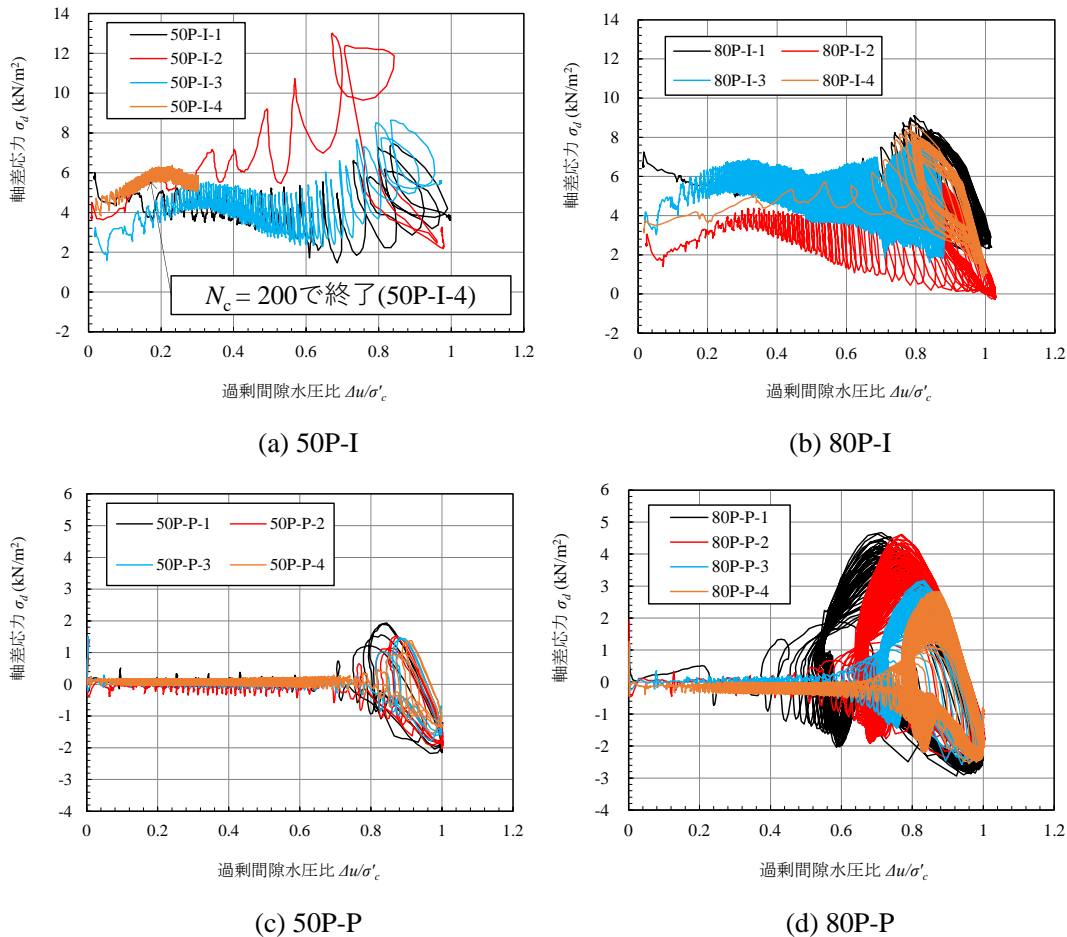 軸差応力 σd (kN/m²)
14
12
10
8
6
4
2
0
-2
50P-I-1
50P-I-2
50P-I-3
50P-I-4
Nc = 200で終了(50P-I-4)
0 0.2 0.4 0.6 0.8 1 1.2
過剰間隙水圧比 Δu/σ'c
(a) 50P-I
軸差応力 σd (kN/m²)
14
12
10
8
6
4
2
0
-2
80P-I-1 80P-I-2
80P-I-3 80P-I-4
0 0.2 0.4 0.6 0.8 1 1.2
過剰間隙水圧比 Δu/σ'c
(b) 80P-I
軸差応力 σd (kN/m²)
6
5
4
3
2
1
0
-1
-2
-3
-4
50P-P-1 50P-P-2
50P-P-3 50P-P-4
0 0.2 0.4 0.6 0.8 1 1.2
過剰間隙水圧比 Δu/σ'c
(c) 50P-P
軸差応力 σd (kN/m²)
6
5
4
3
2
1
0
-1
-2
-3
-4
80P-P-1
80P-P-2
80P-P-3
80P-P-4
0 0.2 0.4 0.6 0.8 1 1.2
過剰間隙水圧比 Δu/σ'c
(d) 80P-P